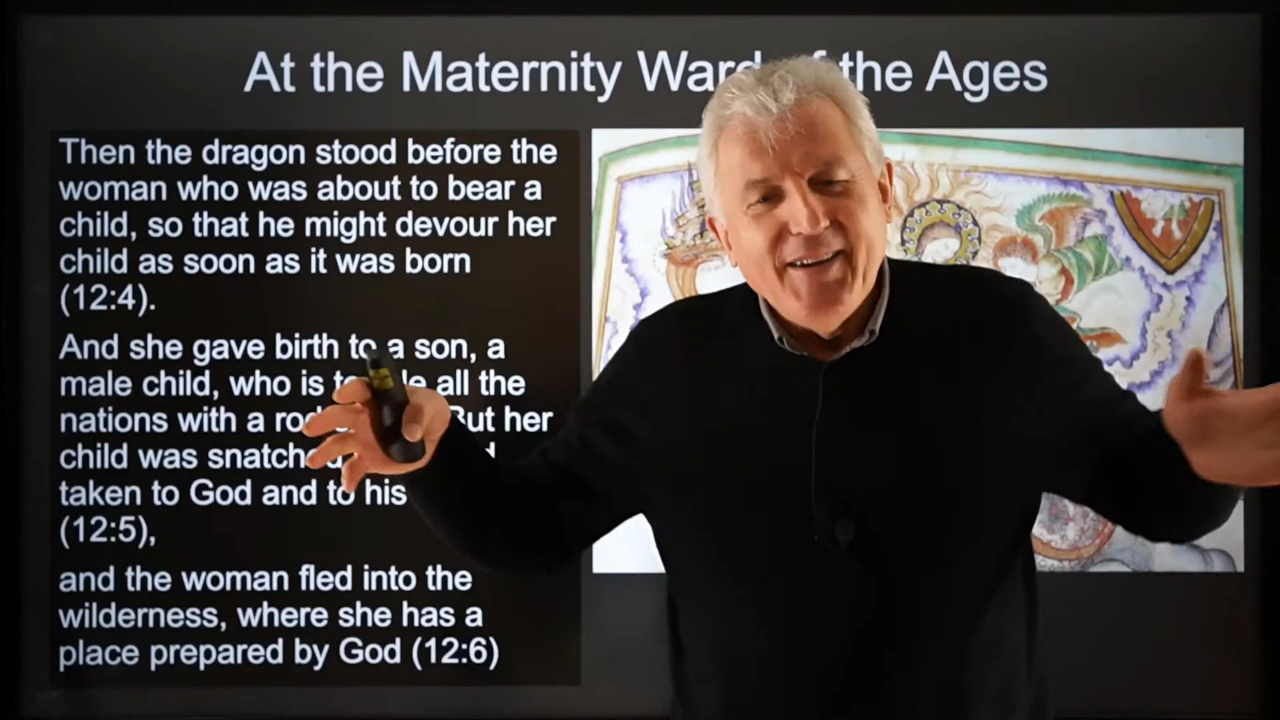 At the Maternity Ward of the Ages
Then the dragon stood before the
woman who was about to bear a
child, so that he might devour her
child as soon as it was born
(12:4).
And she gave birth to a son, a
male child, who is all the
nations with a But her
child was
taken to God and to his
(12:5),
and the woman fled into the
wilderness, where she has a
place prepared by God (12:6)